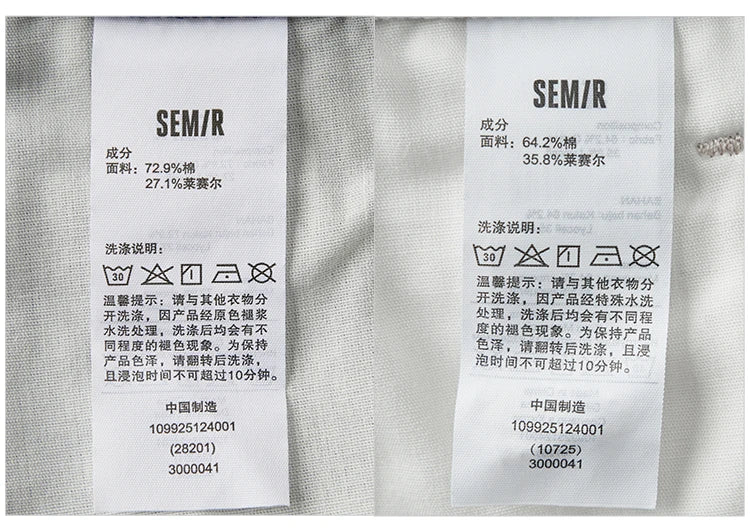 SEM/R
成分
面料: 72.9%棉
27.1%莱赛尔
洗涤说明:
30
温馨提示: 请与其他衣物分
开洗涤, 因产品经原色褪浆
水洗处理, 洗涤后均会有不
同程度的褪色现象。为保持
产品色泽, 请翻转后洗涤,
且浸泡时间不可超过10分钟。
中国制造
109925124001
(28201)
3000041
SEM/R
成分
面料: 64.2%棉
35.8%莱赛尔
洗涤说明:
30
温馨提示: 请与其他衣物分
开洗涤, 因产品经特殊水洗
处理, 洗涤后均会有不同程
度的褪色现象。为保持产品
色泽, 请翻转后洗涤, 且浸
泡时间不可超过10分钟。
中国制造
109925124001
(10725)
3000041